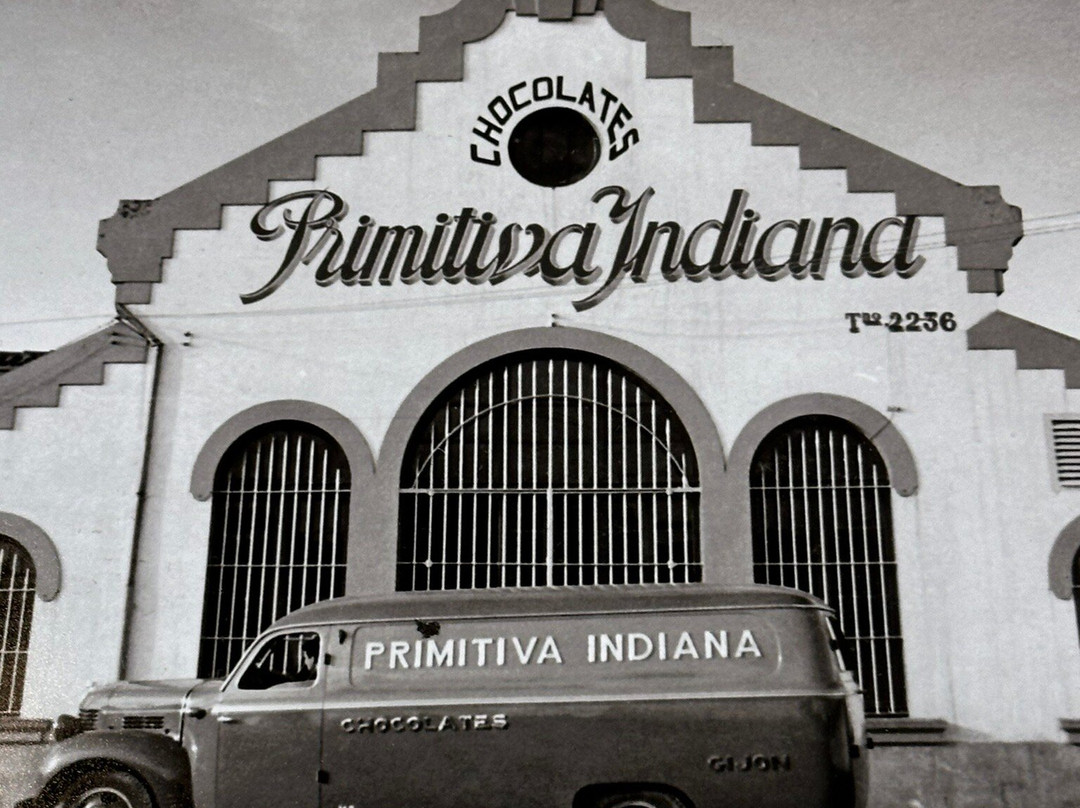 CHOCOLATES
Primitiva Indiana
Tno 2236
PRIMITIVA INDIANA
CHOCOLATES
GIJON